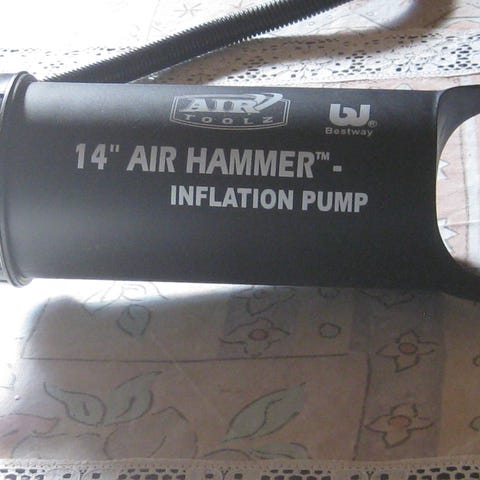 AIR
TOOLZ
Bestway®
14" AIR HAMMER™ -
INFLATION PUMP